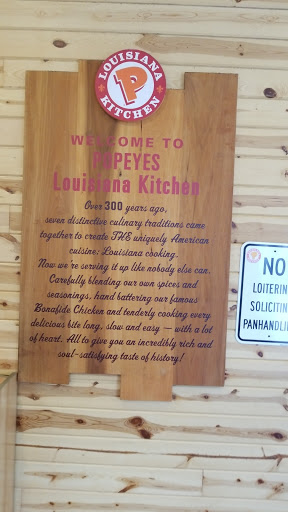 LOUISIANA
P
KITCHEN
WELCOME TO
POPEYES
Louisiana Kitchen
Over 300 years ago,
seven distinctive culinary traditions came
together to create THE uniquely American
cuisine: Louisiana cooking.
Now we're serving it up like nobody else can.
Carefully blending our own spices and
seasonings, hand battering our famous
Bonafide Chicken and tenderly cooking every
delicious bite long, slow and easy — with a lot
of heart. All to give you an incredibly rich and
soul-satisfying taste of history!
NO
LOITERIN
SOLICITIN
PANHANDLI